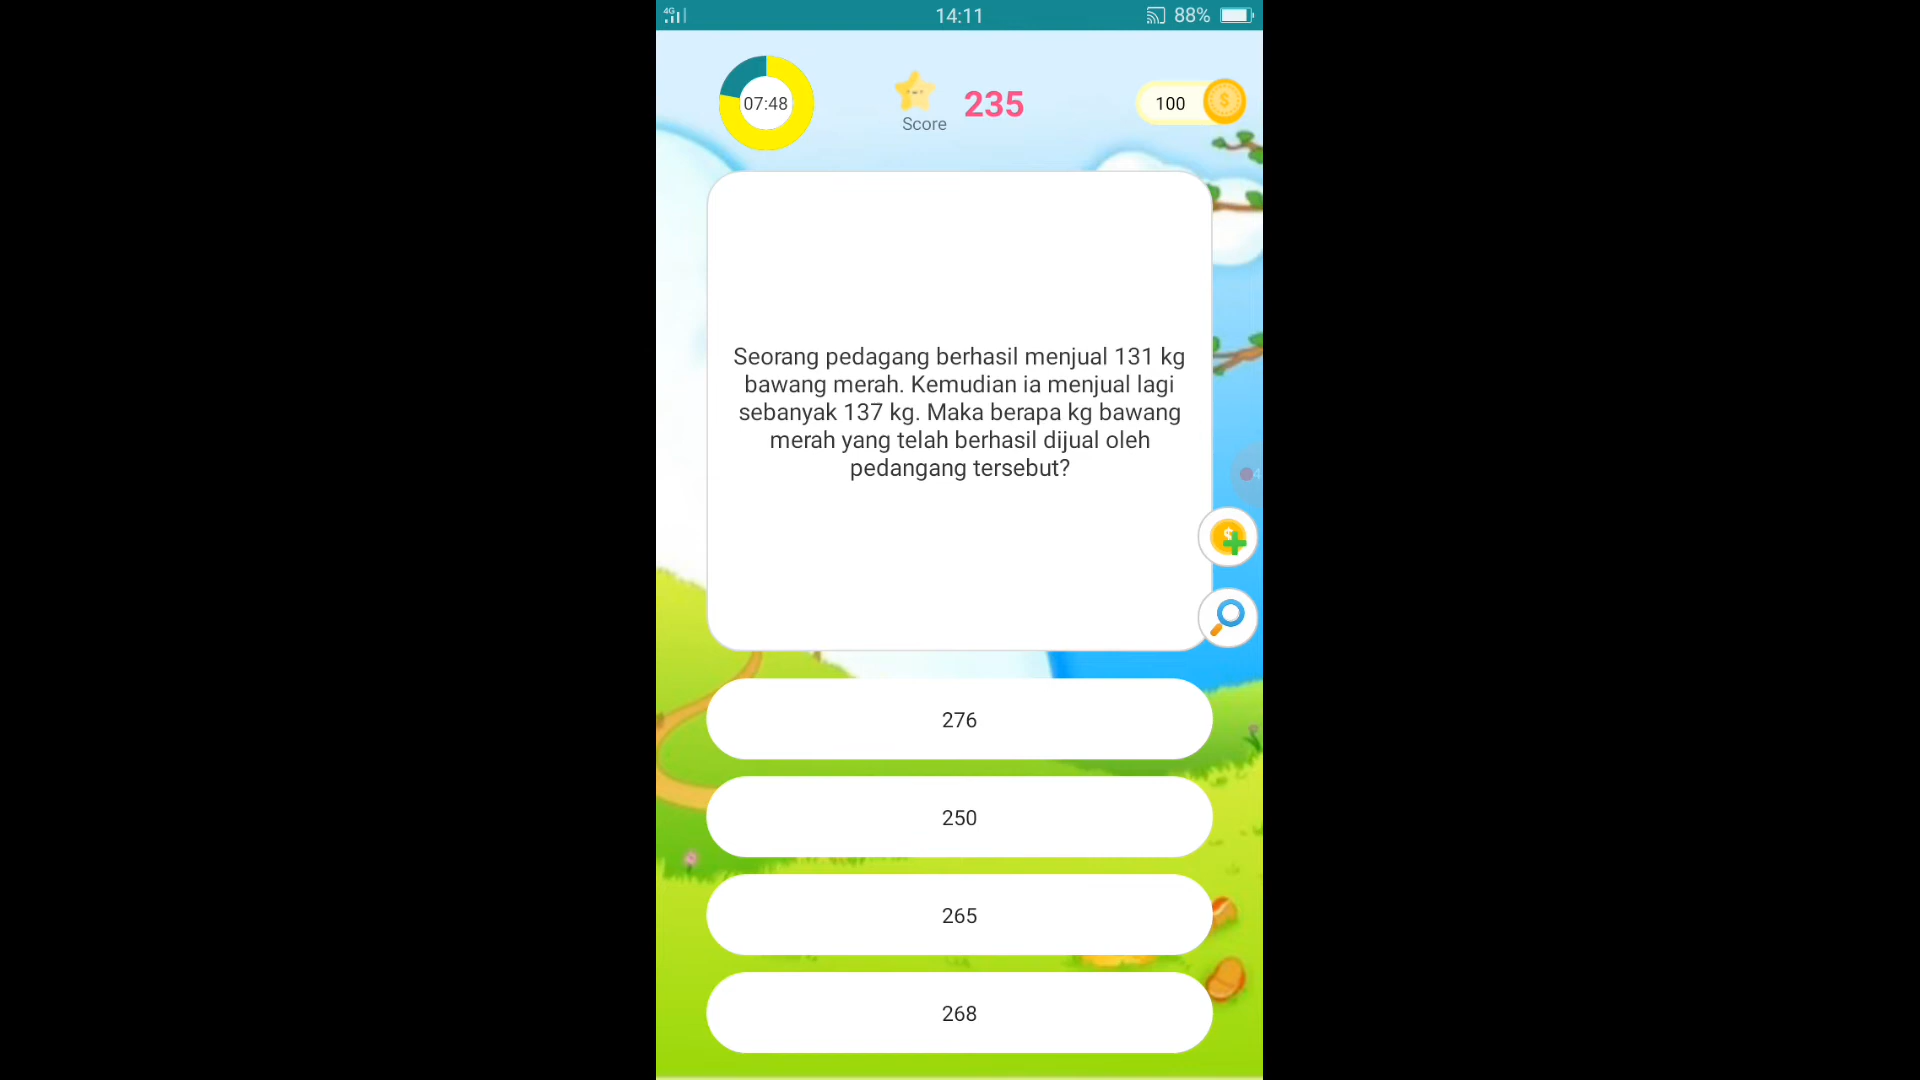 4G
14:11
88%
07:48
Score
235
100
Seorang pedagang berhasil menjual 131 kg
bawang merah. Kemudian ia menjual lagi
sebanyak 137 kg. Maka berapa kg bawang
merah yang telah berhasil dijual oleh
pedangang tersebut?
276
250
265
268